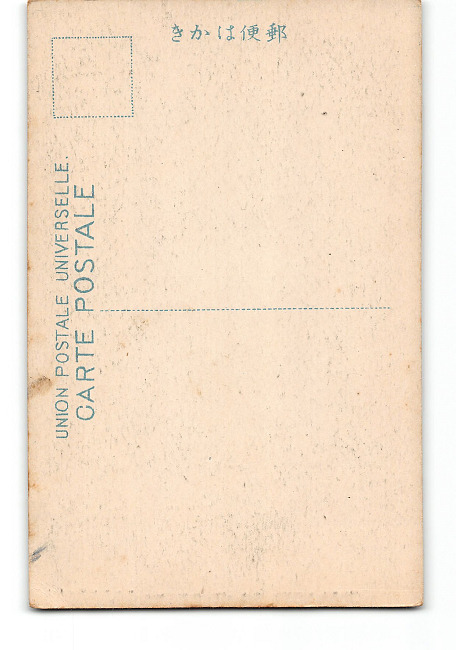 郵便はかき
UNION POSTALE UNIVERSELLE.
CARTE POSTALE